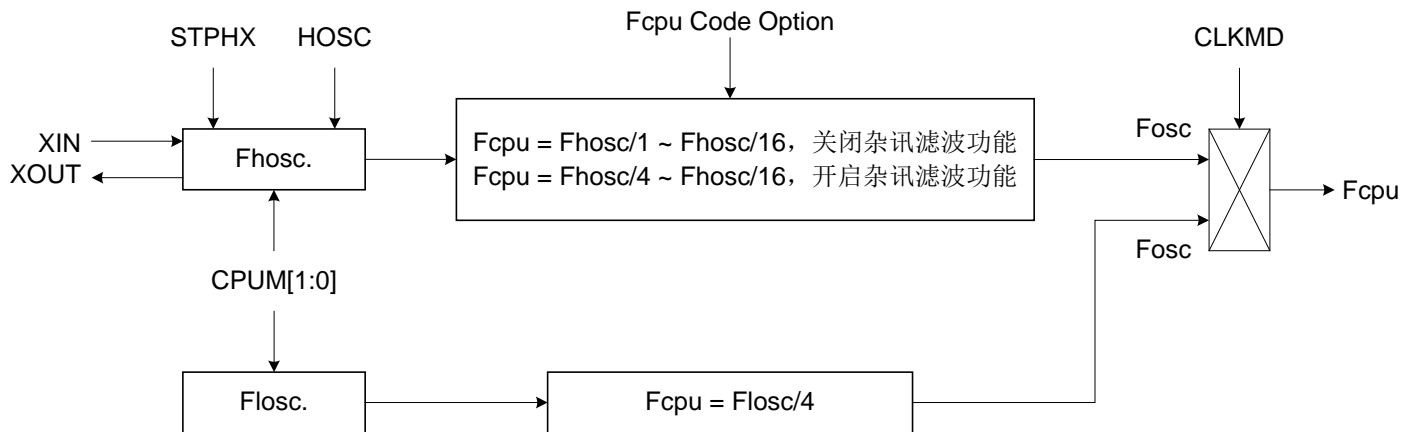 Fcpu Code Option
STPHX HOSC CLKMD
XIN
XOUT
Fhosc.
Fcpu = Fhosc/1 ~ Fhosc/16，关闭杂讯滤波功能
Fcpu = Fhosc/4 ~ Fhosc/16，开启杂讯滤波功能
Fosc
Fcpu
Fosc
CPUM[1:0]
Flosc.
Fcpu = Flosc/4